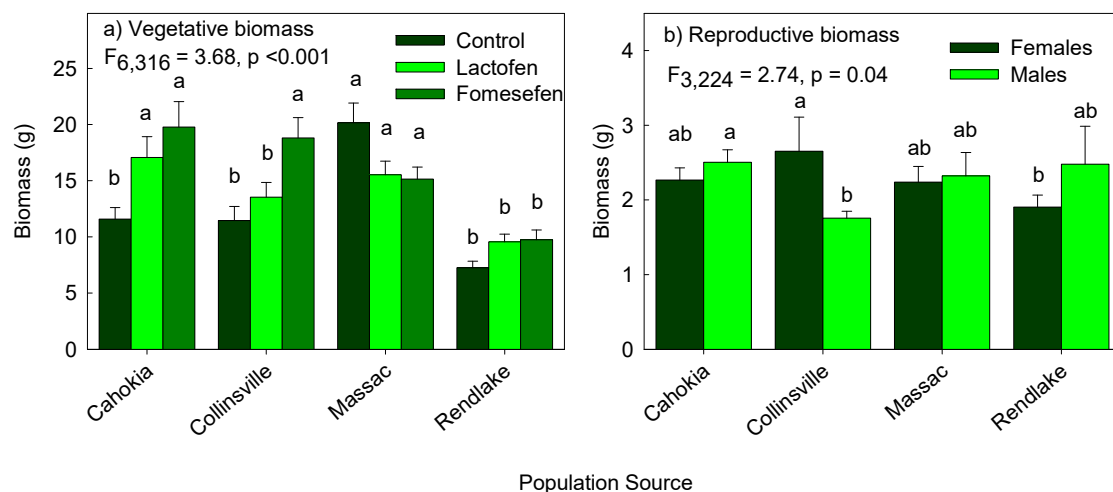 a) Vegetative biomass
F6,316 = 3.68, p <0.001
Control
Lactofen
Fomesefen
Biomass (g)
25
20
15
10
5
0
b
a
a
b
b
a
a
a
a
b
b
b
Cahokia
Collinsville
Massac
Rendlake
b) Reproductive biomass
F3,224 = 2.74, p = 0.04
Females
Males
Biomass (g)
4
3
2
1
0
ab
a
a
b
ab
ab
b
ab
Cahokia
Collinsville
Massac
Rendlake
Population Source